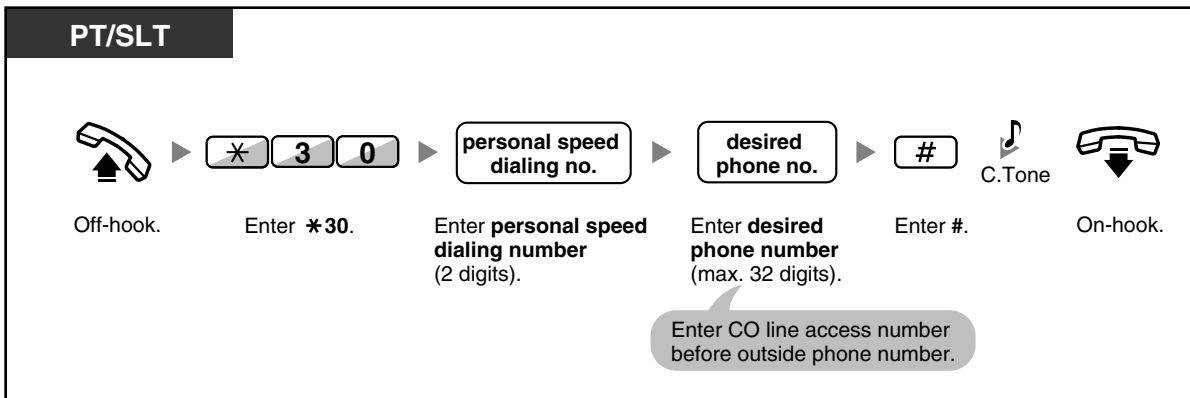 PT/SLT
* 3 0
personal speed
dialing no.
desired
phone no.
#
C.Tone
Off-hook.
Enter *30.
Enter personal speed
dialing number
(2 digits).
Enter desired
phone number
(max. 32 digits).
Enter #.
On-hook.
Enter CO line access number
before outside phone number.